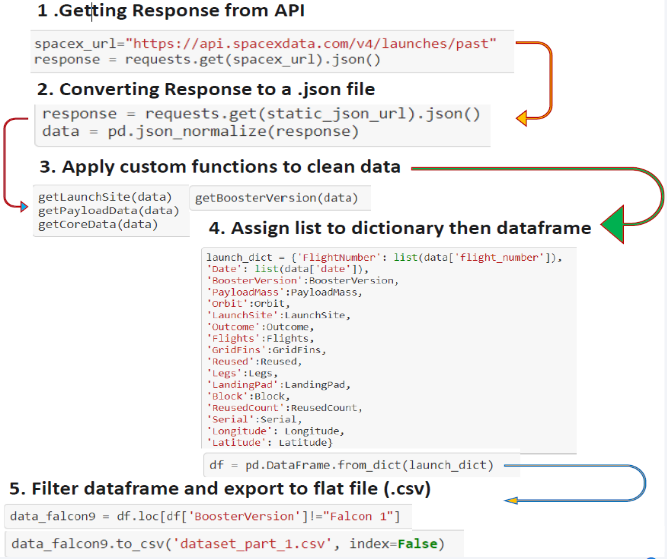 1 .Getting Response from API
spacex_url="https://api.spacexdata.com/v4/launches/past"
response = requests.get(spacex_url).json()
2. Converting Response to a .json file
response = requests.get(static_json_url).json()
data = pd.json_normalize(response)
3. Apply custom functions to clean data
getLaunchSite(data)
getPayloadData(data)
getCoreData(data)
getBoosterVersion(data)
4. Assign list to dictionary then dataframe
launch_dict = {'FlightNumber': list(data['flight_number']),
'Date': list(data['date']),
'BoosterVersion':BoosterVersion,
'PayloadMass':PayloadMass,
'Orbit':Orbit,
'LaunchSite':LaunchSite,
'Outcome':Outcome,
'Flights':Flights,
'GridFins':GridFins,
'Reused':Reused,
'Legs':Legs,
'LandingPad':LandingPad,
'Block':Block,
'ReusedCount':ReusedCount,
'Serial':Serial,
'Longitude': Longitude,
'Latitude': Latitude}
df = pd.DataFrame.from_dict(launch_dict)
5. Filter dataframe and export to flat file (.csv)
data_falcon9 = df.loc[df['BoosterVersion']!="Falcon 1"]
data_falcon9.to_csv('dataset_part_1.csv', index=False)